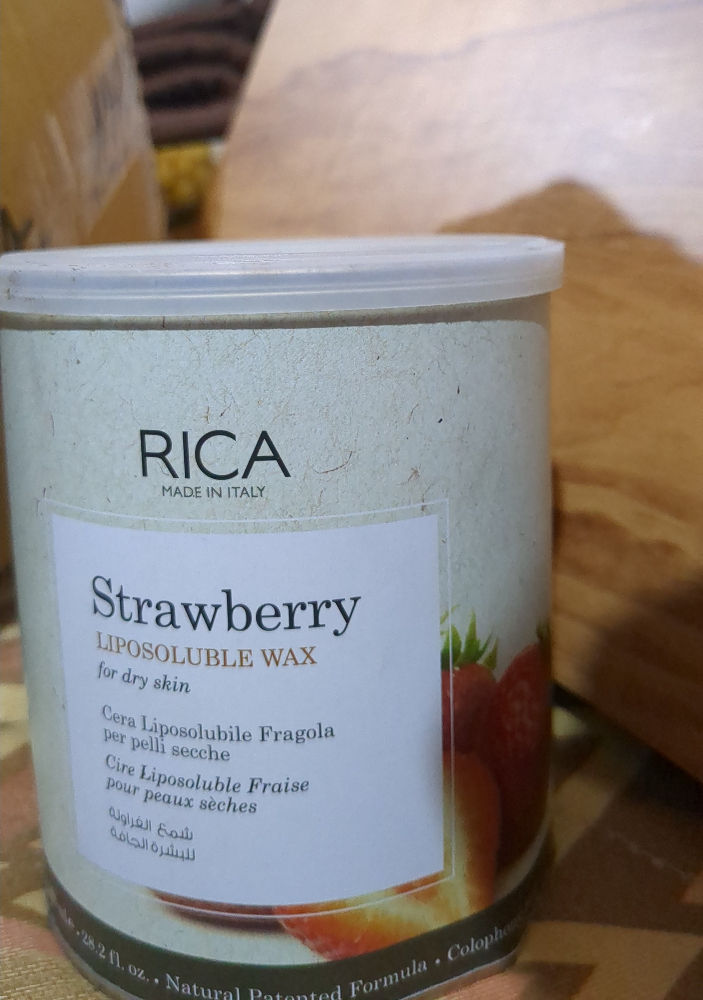 RICA
MADE IN ITALY
Strawberry
LIPOSOLUBLE WAX
for dry skin
Cera Liposolubile Fragola
per pelli secche
Cire Liposoluble Fraise
pour peaux sèches
شمع الفراولة
للبشرة الجافة
28.2 fl. oz. • Natural Patented Formula •